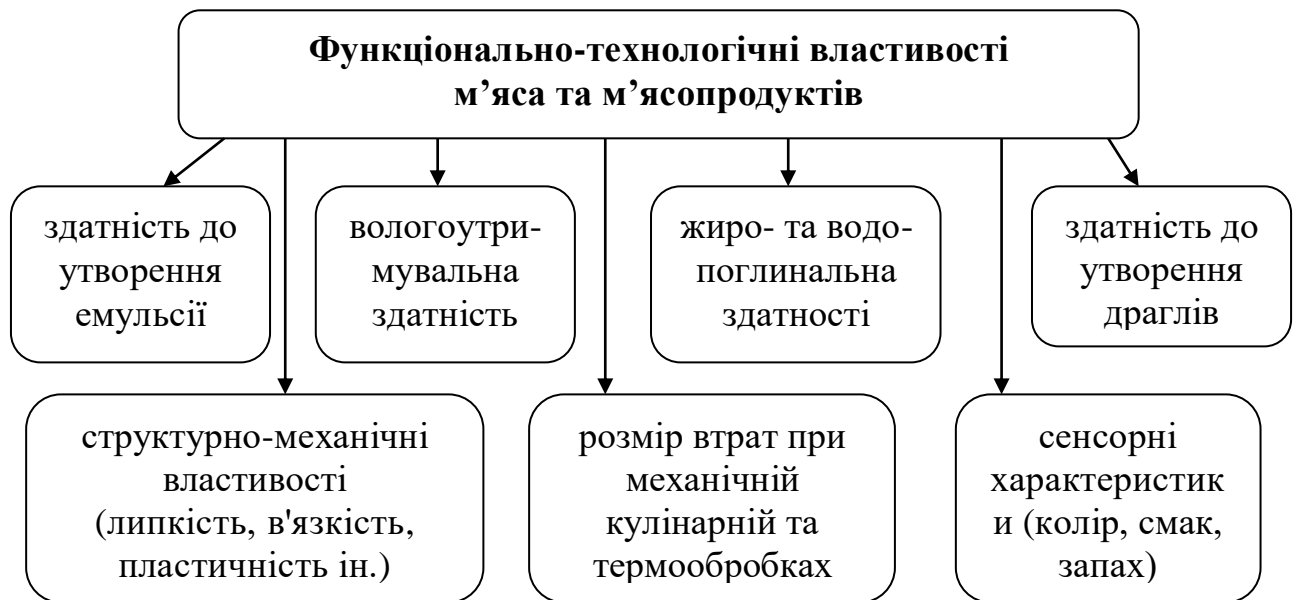 Функціонально-технологічні властивості
м’яса та м’ясопродуктів
здатність до
утворення
емульсії
вологоутри-
мувальна
здатність
жиро- та водо-
поглинальна
здатності
здатність до
утворення
драглів
структурно-механічні
властивості
(липкість, в'язкість,
пластичність ін.)
розмір втрат при
механічній
кулінарній та
термообробках
сенсорні
характеристик
и (колір, смак,
запах)